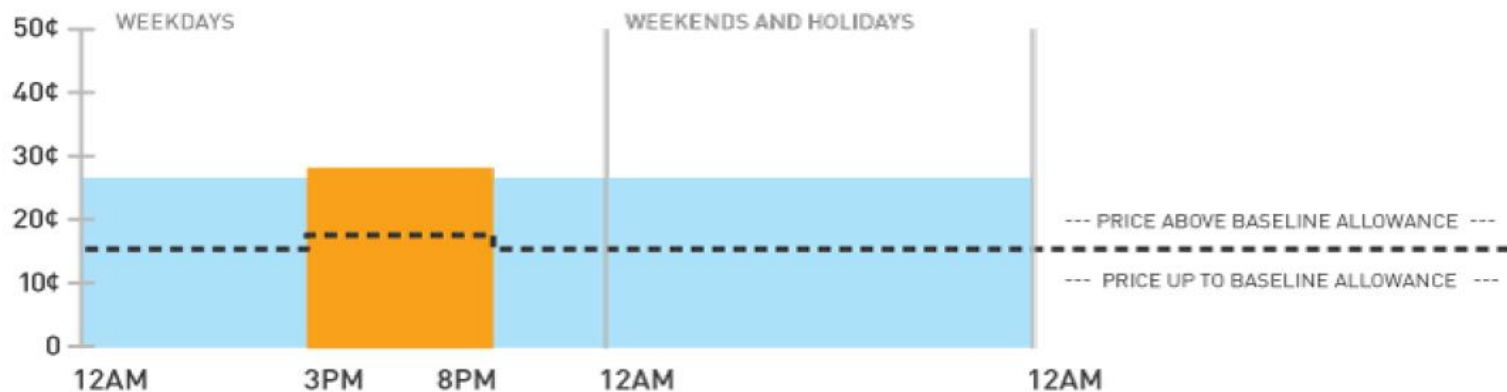 50¢ WEEKDAYS WEEKENDS AND HOLIDAYS
40¢
30¢
20¢ --- PRICE ABOVE BASELINE ALLOWANCE ---
10¢ --- PRICE UP TO BASELINE ALLOWANCE ---
0
12AM 3PM 8PM 12AM 12AM